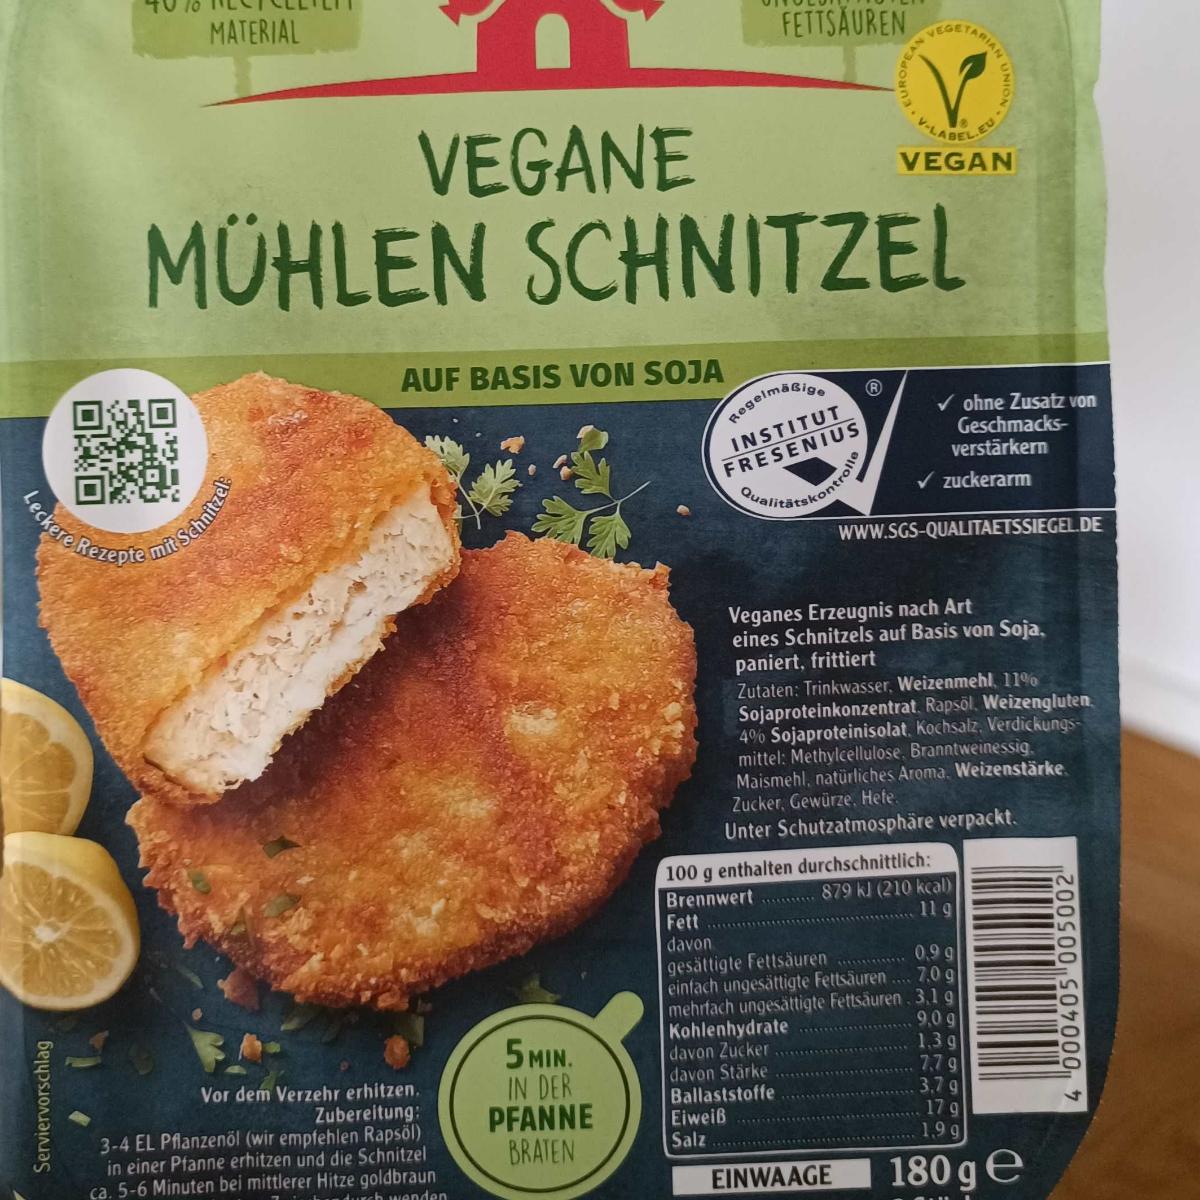 40% RECYCELTEM
MATERIAL
UNGESÄTTIGTEN
FETTSÄUREN
EUROPEAN VEGETARIAN UNION
V-LABEL.EU
VEGAN
VEGANE
MÜHLEN SCHNITZEL
AUF BASIS VON SOJA
Leckere Rezepte mit Schnitzel:
Regelmäßige
INSTITUT
FRESENIUS
Qualitätskontrolle
®
✓ ohne Zusatz von
Geschmacks-
verstärkern
✓ zuckerarm
WWW.SGS-QUALITAETSSIEGEL.DE
Veganes Erzeugnis nach Art
eines Schnitzels auf Basis von Soja,
paniert, frittiert
Zutaten: Trinkwasser, Weizenmehl, 11%
Sojaproteinkonzentrat, Rapsöl, Weizengluten,
4% Sojaproteinisolat, Kochsalz, Verdickungs-
mittel: Methylcellulose, Branntweinessig,
Maismehl, natürliches Aroma, Weizenstärke,
Zucker, Gewürze, Hefe.
Unter Schutzatmosphäre verpackt.
100 g enthalten durchschnittlich:
Brennwert ........... 879 kJ (210 kcal)
Fett ........... 11 g
davon
gesättigte Fettsäuren ........... 0,9 g
einfach ungesättigte Fettsäuren .... 7,0 g
mehrfach ungesättigte Fettsäuren . 3,1 g
Kohlenhydrate ........... 9,0 g
davon Zucker ........... 1,3 g
davon Stärke ........... 7,7 g
Ballaststoffe ........... 3,7 g
Eiweiß ........... 17 g
Salz ........... 1,9 g
4 000405 005002
EINWAAGE 180 g e
5 MIN.
IN DER
PFANNE
BRATEN
Serviervorschlag
Vor dem Verzehr erhitzen.
Zubereitung:
3-4 EL Pflanzenöl (wir empfehlen Rapsöl)
in einer Pfanne erhitzen und die Schnitzel
ca. 5-6 Minuten bei mittlerer Hitze goldbraun
wenden